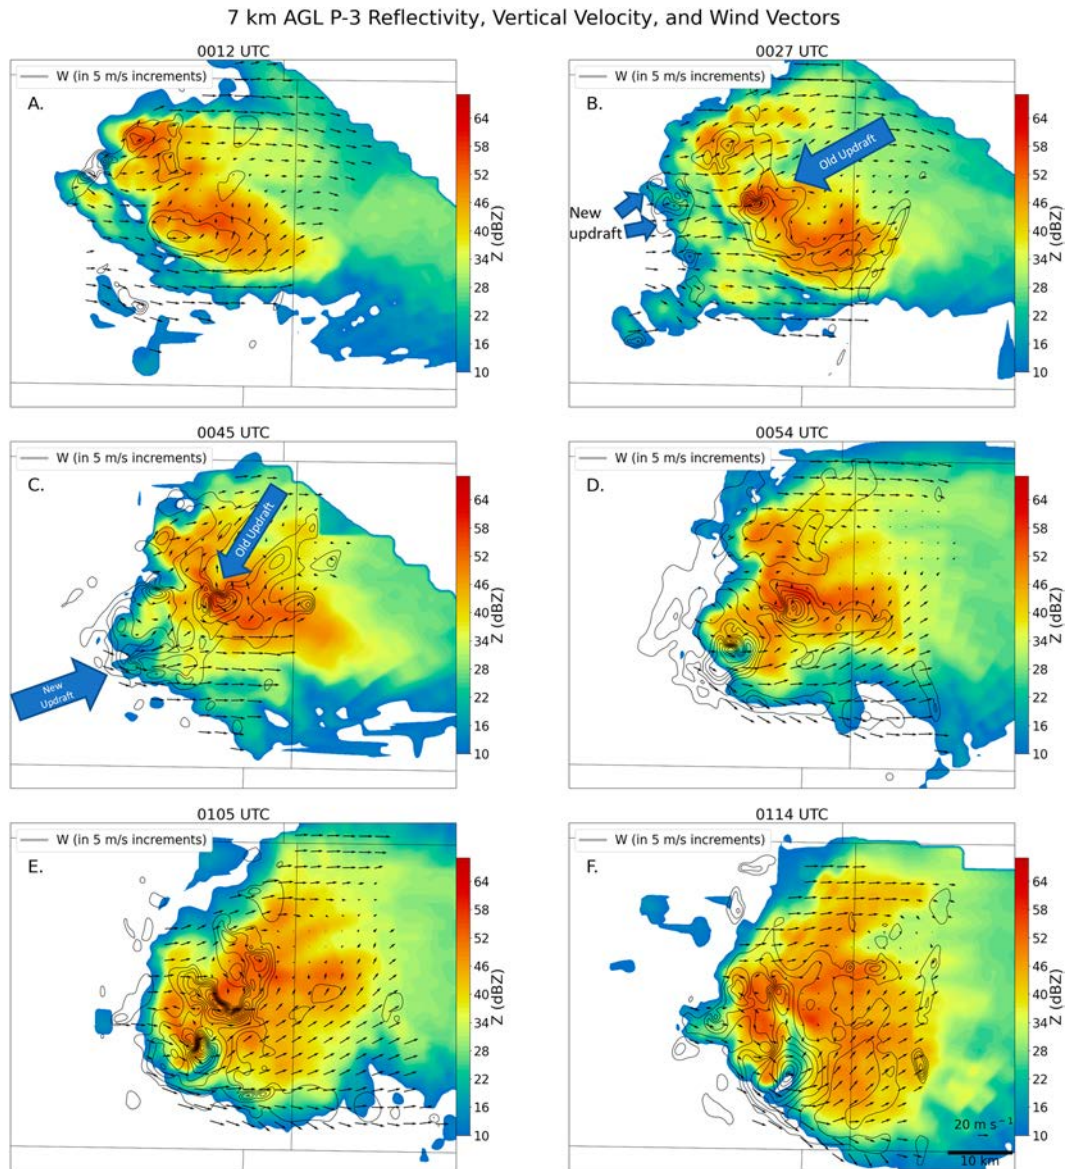 7 km AGL P-3 Reflectivity, Vertical Velocity, and Wind Vectors
0012 UTC
W (in 5 m/s increments)
A.
64
58
52
46
40
34
28
22
16
10
Z (dBZ)
0027 UTC
W (in 5 m/s increments)
B.
Old Updraft
New
updraft
64
58
52
46
40
34
28
22
16
10
Z (dBZ)
0045 UTC
W (in 5 m/s increments)
C.
Old Updraft
New
Updraft
64
58
52
46
40
34
28
22
16
10
Z (dBZ)
0054 UTC
W (in 5 m/s increments)
D.
64
58
52
46
40
34
28
22
16
10
Z (dBZ)
0105 UTC
W (in 5 m/s increments)
E.
64
58
52
46
40
34
28
22
16
10
Z (dBZ)
0114 UTC
W (in 5 m/s increments)
F.
64
58
52
46
40
34
28
22
16
10
Z (dBZ)
20 m s⁻¹
10 km